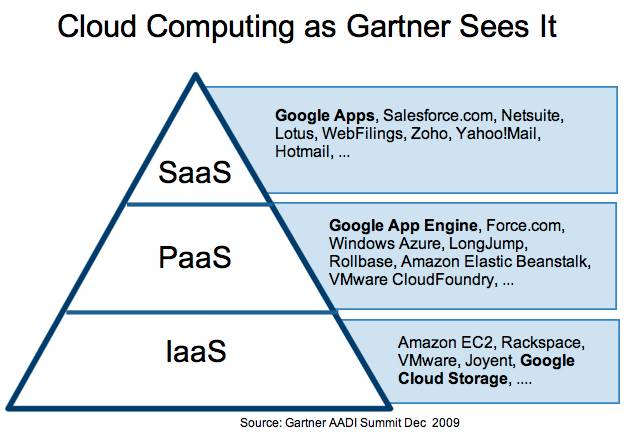 Cloud Computing as Gartner Sees It
Google Apps, Salesforce.com, Netsuite,
Lotus, WebFilings, Zoho, Yahoo!Mail,
Hotmail, ...
SaaS
Google App Engine, Force.com,
Windows Azure, LongJump,
Rollbase, Amazon Elastic Beanstalk,
VMware CloudFoundry, ...
PaaS
Amazon EC2, Rackspace,
VMware, Joyent, Google
Cloud Storage, ....
IaaS
Source: Gartner AADI Summit Dec 2009